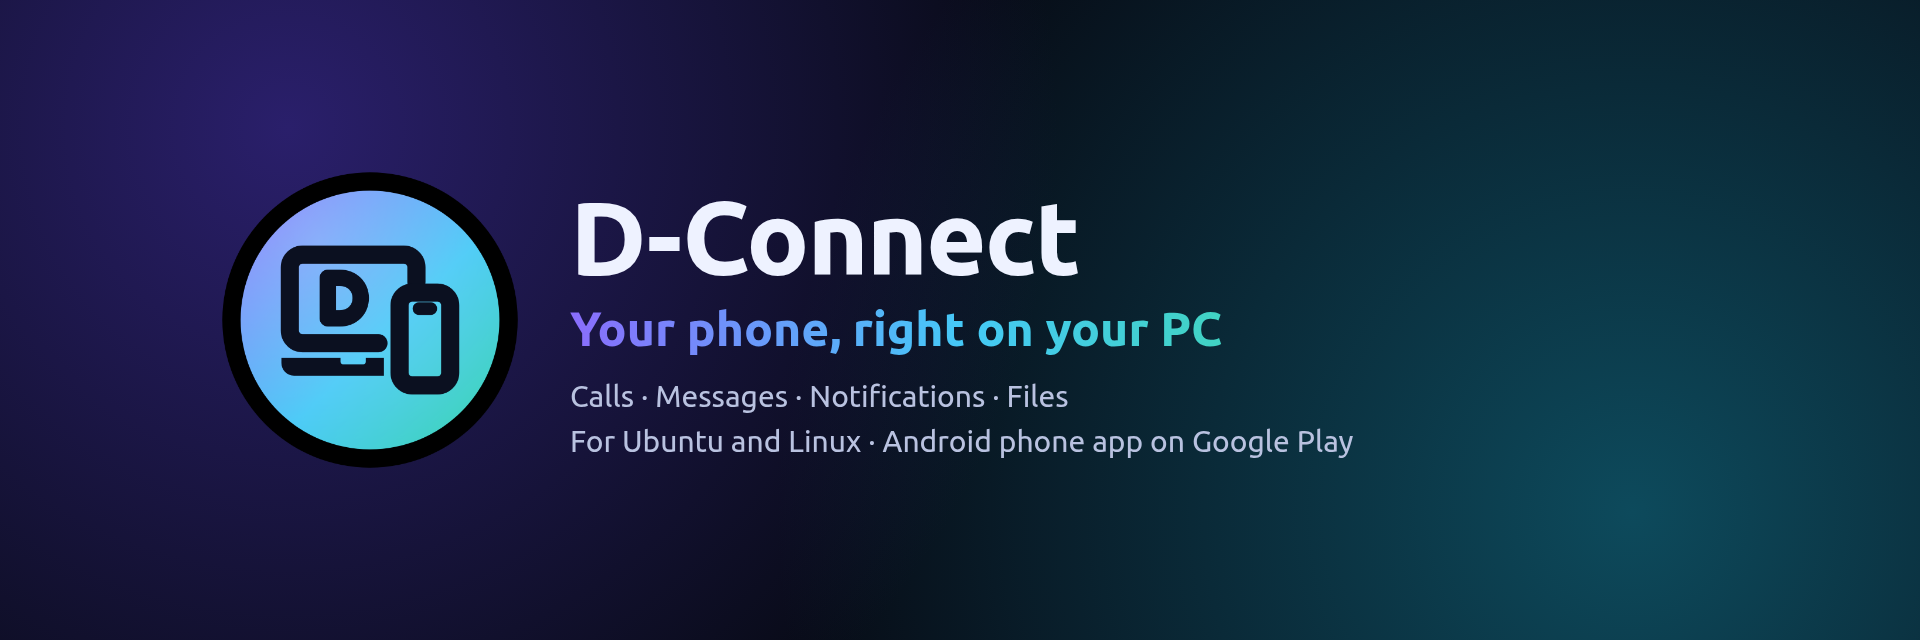 D
D-Connect
Your phone, right on your PC
Calls · Messages · Notifications · Files
For Ubuntu and Linux · Android phone app on Google Play